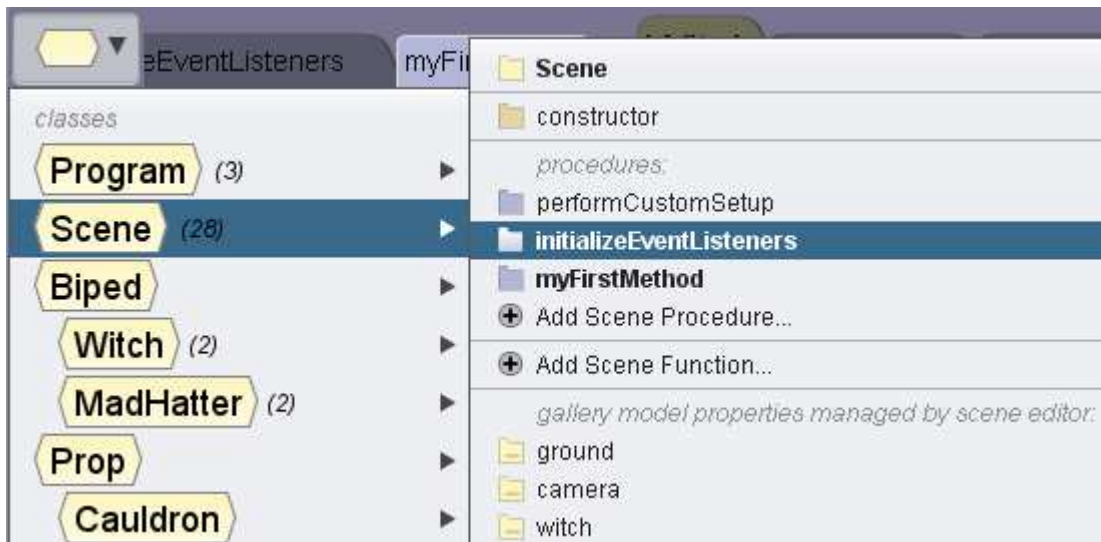 eEventListeners
myFi
classes
Program (3)
Scene (28)
Biped
Witch (2)
MadHatter (2)
Prop
Cauldron
Scene
constructor
procedures:
performCustomSetup
initializeEventListeners
myFirstMethod
Add Scene Procedure...
Add Scene Function...
gallery model properties managed by scene editor:
ground
camera
witch